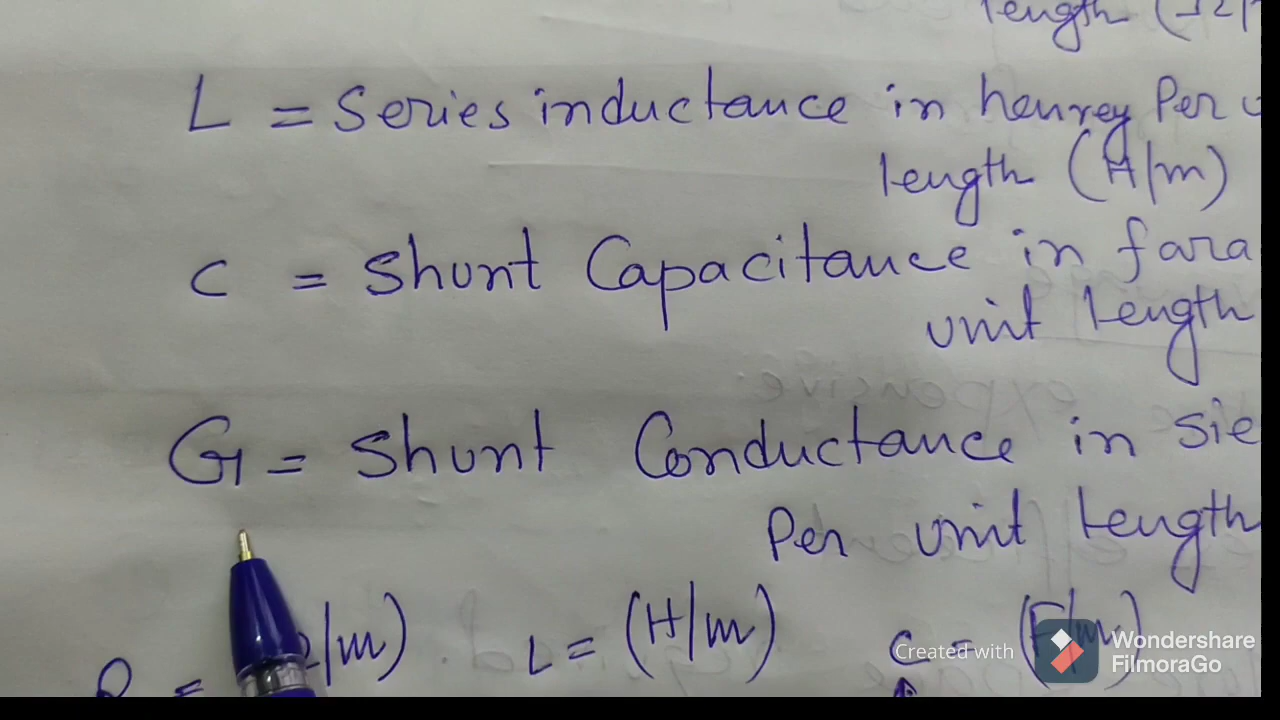 length (Ω/
L = Series inductance in henrey Per
length (H/m)
C = Shunt Capacitance in fara
unit length
G = Shunt Conductance in sie
Per unit length
R = Ω/m) L = (H/m) C = (F/m)
Created with Wondershare FilmoraGo